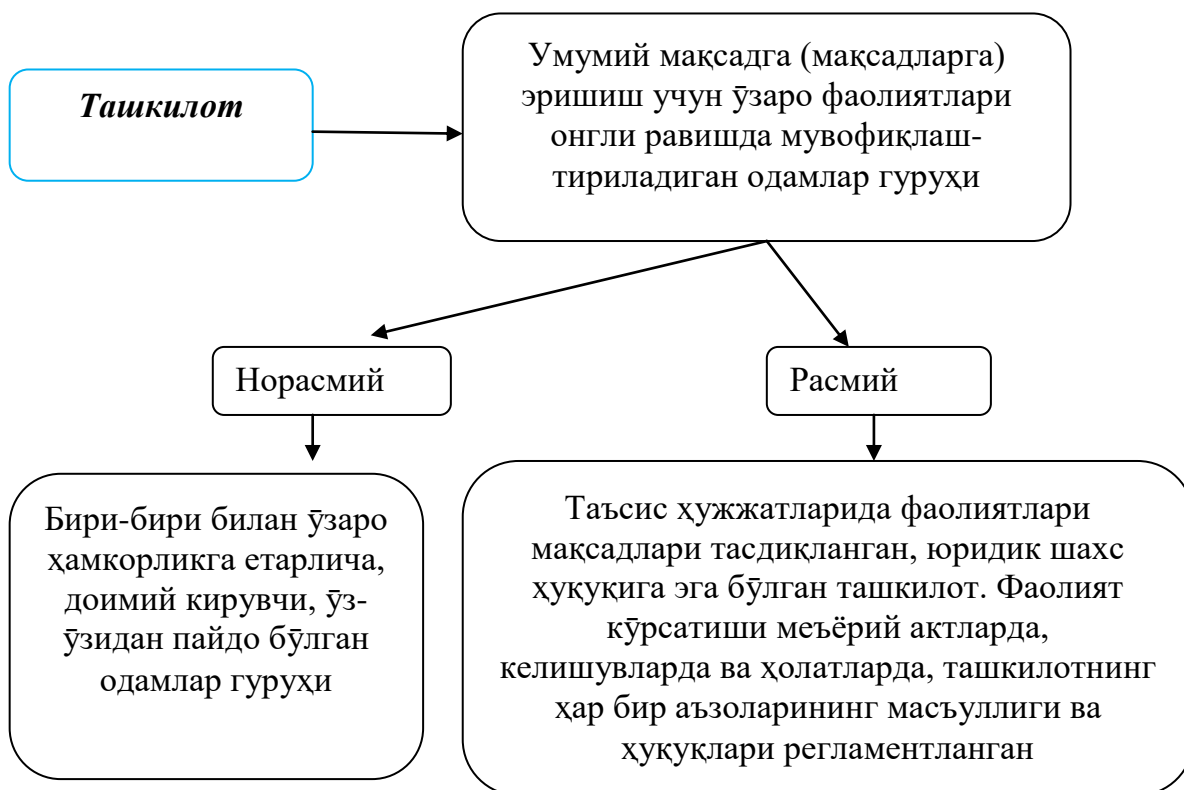 Ташкилот
Умумий мақсадга (мақсадларга)
эришиш учун ўзаро фаолиятлари
онгли равишда мувофиқлаш-
тириладиган одамлар гуруҳи
Норасмий
Расмий
Бири-бири билан ўзаро
ҳамкорликга етарлича,
доимий кирувчи, ўз-
ўзидан пайдо бўлган
одамлар гуруҳи
Таъсис ҳужжатларида фаолиятлари
мақсадлари тасдиқланган, юридик шахс
ҳуқуқига эга бўлган ташкилот. Фаолият
кўрсатиши меъёрий актларда,
келишувларда ва ҳолатларда, ташкилотнинг
ҳар бир аъзоларининг масъуллиги ва
ҳуқуқлари регламентланган